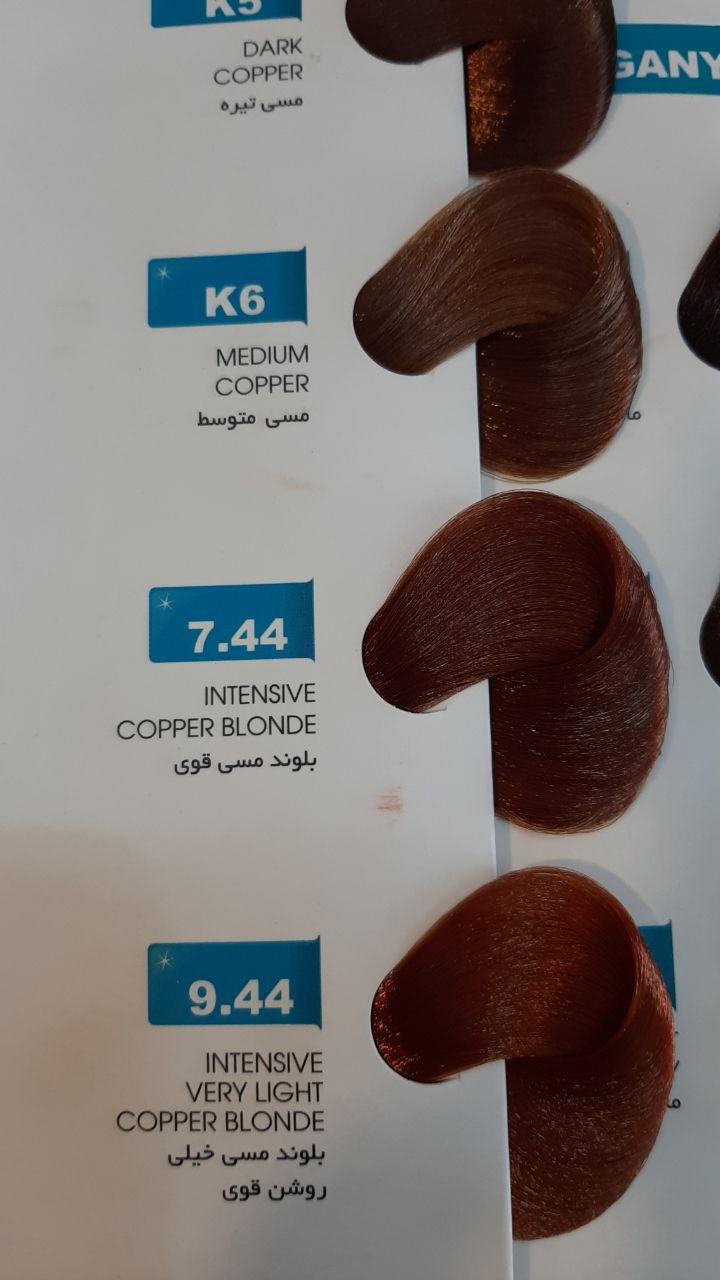 K5
DARK
COPPER
مسی تیره
GANY
K6
MEDIUM
COPPER
مسی متوسط
7.44
INTENSIVE
COPPER BLONDE
بلوند مسی قوی
9.44
INTENSIVE
VERY LIGHT
COPPER BLONDE
بلوند مسی خیلی
روشن قوی